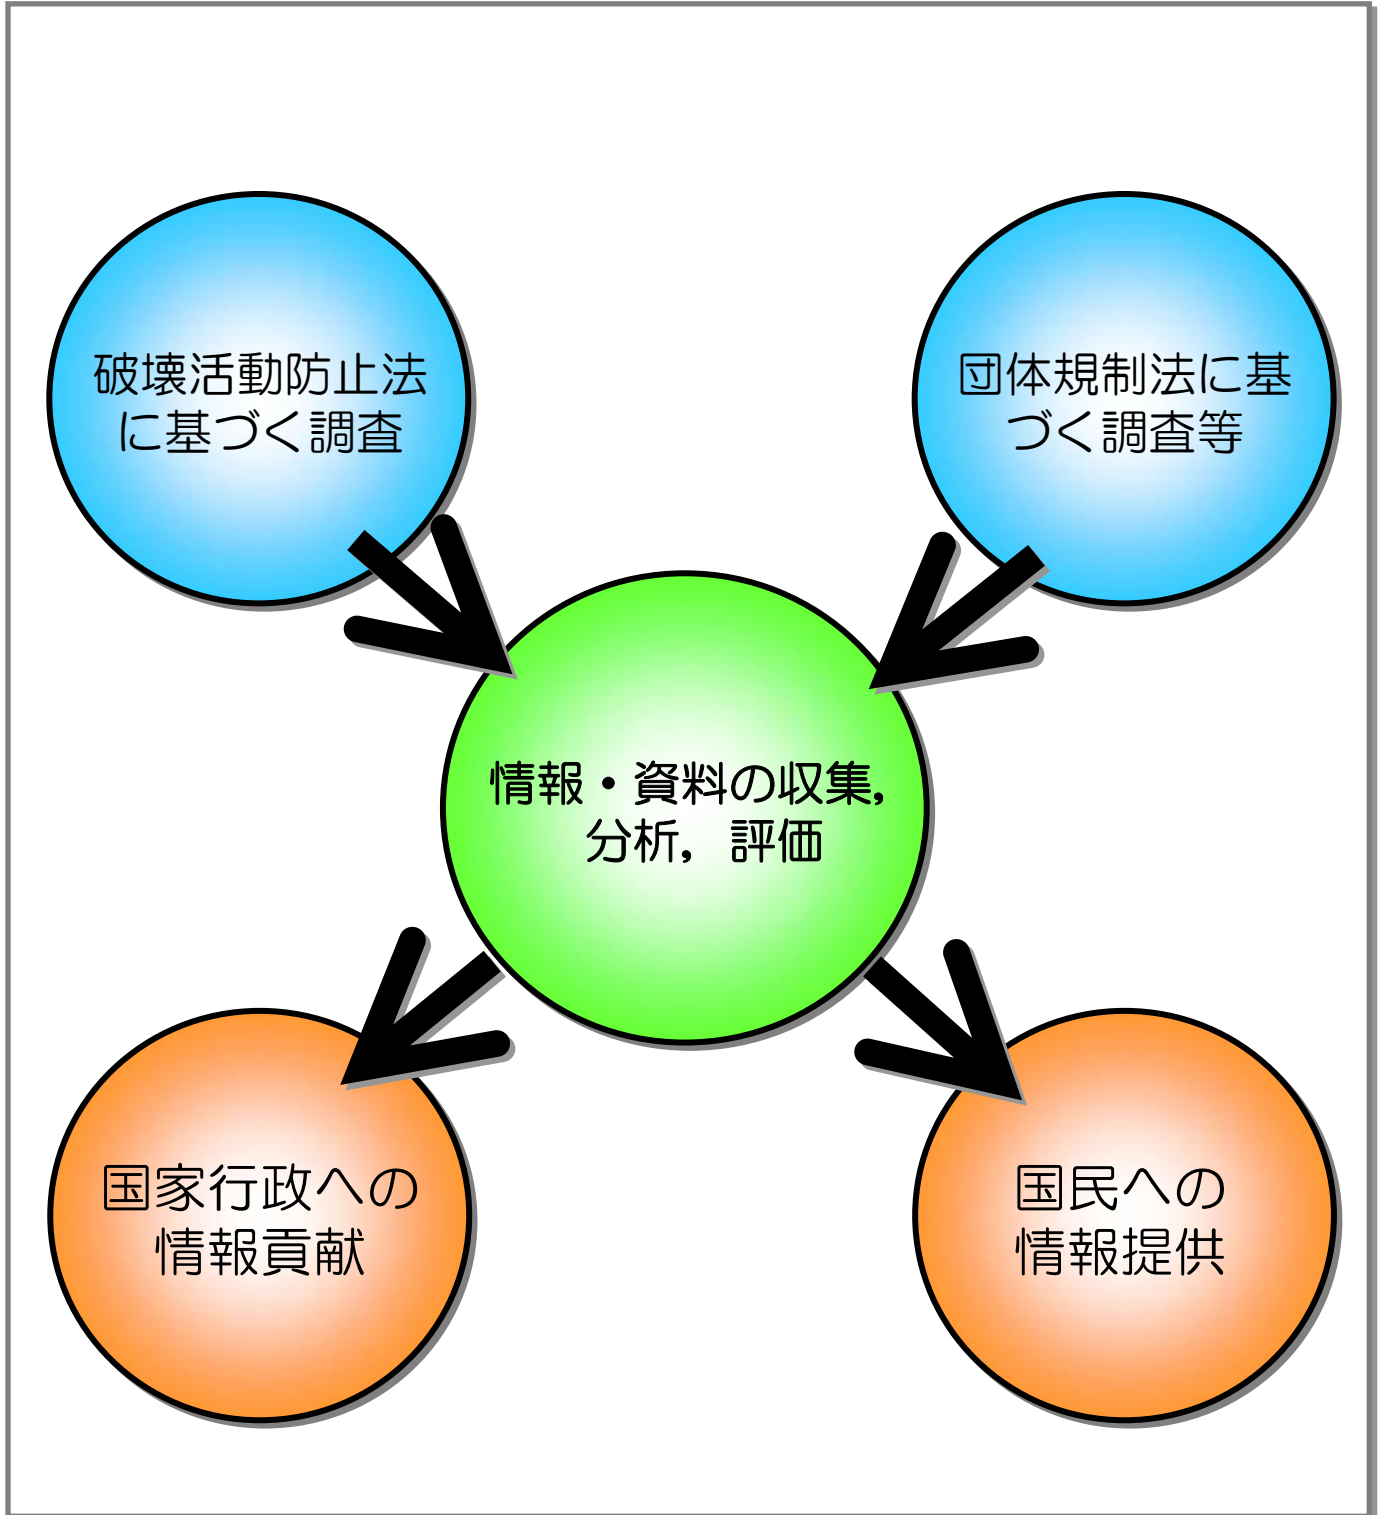 破壊活動防止法
に基づく調査
団体規制法に基
づく調査等
情報・資料の収集,
分析，評価
国家行政への
情報貢献
国民への
情報提供